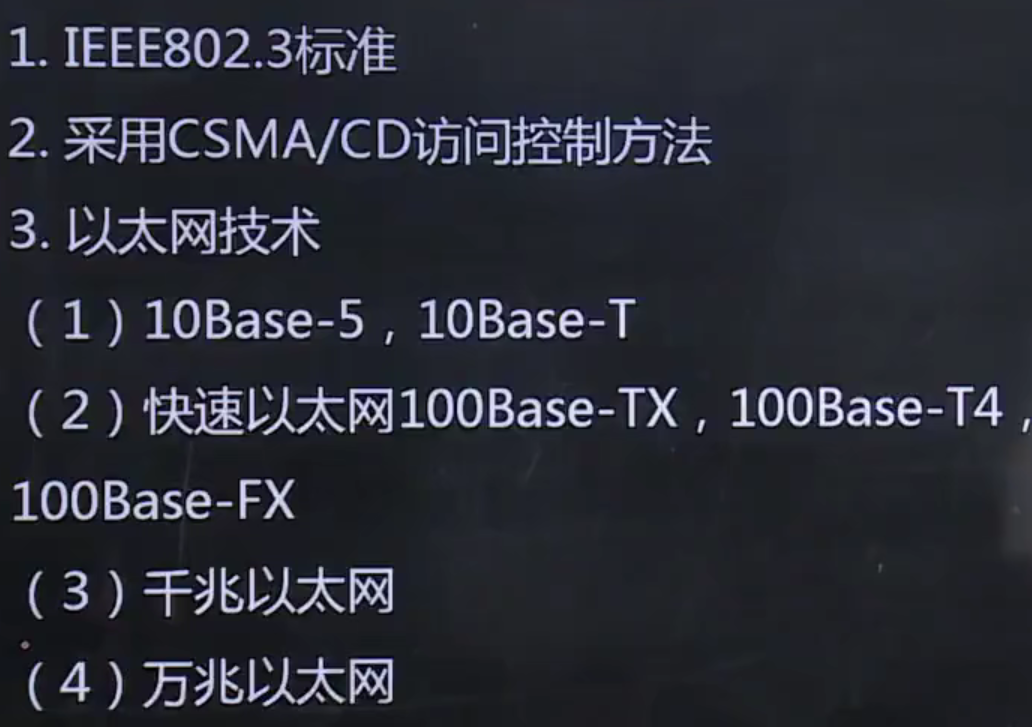 1. IEEE802.3标准
2. 采用CSMA/CD访问控制方法
3. 以太网技术
（1）10Base-5，10Base-T
（2）快速以太网100Base-TX，100Base-T4，
100Base-FX
（3）千兆以太网
（4）万兆以太网